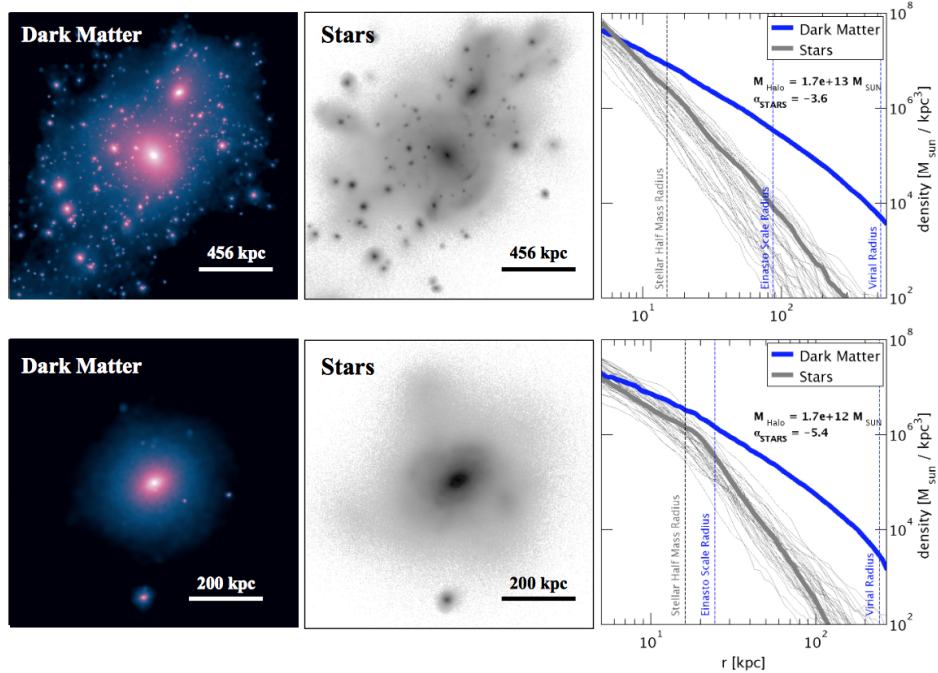 Dark Matter
456 kpc
Stars
456 kpc
Dark Matter
Stars
M Halo = 1.7e+13 M SUN
α STARS = −3.6
Stellar Half Mass Radius
Einasto Scale Radius
Virial Radius
10^8
10^6
10^4
10^2
density [M sun / kpc^3]
10^1
10^2
Dark Matter
200 kpc
Stars
200 kpc
Dark Matter
Stars
M Halo = 1.7e+12 M SUN
α STARS = −5.4
Stellar Half Mass Radius
Einasto Scale Radius
Virial Radius
10^8
10^6
10^4
10^2
density [M sun / kpc^3]
10^1
10^2
r [kpc]